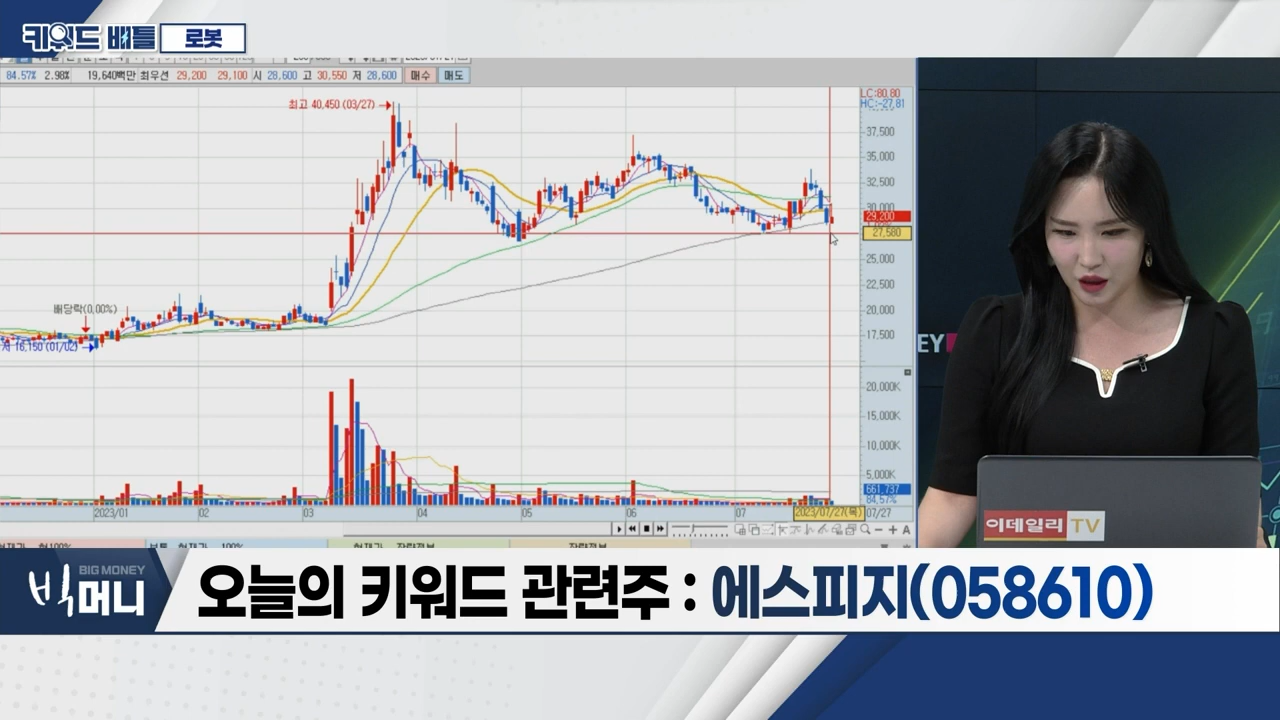 키워드 배틀 로봇
84.57% 2.98% 19,640백만 최우선 29,200 29,100 시 28,600 고 30,550 저 28,600 매수 매도
LC:80.80
HC:-27.81
최고 40,450 (03/27)
37,500
35,000
32,500
30,000
29,200
27,580
25,000
22,500
20,000
17,500
배당락(0.00%)
저 16,150 (01/02)
20,000K
15,000K
10,000K
5,000K
661,737
84.57%
2023/01 02 03 04 05 06 07 2023/07/27(목) 07/27
A
EY
이데일리 TV
BIG MONEY
빅머니
오늘의 키워드 관련주 : 에스피지(058610)